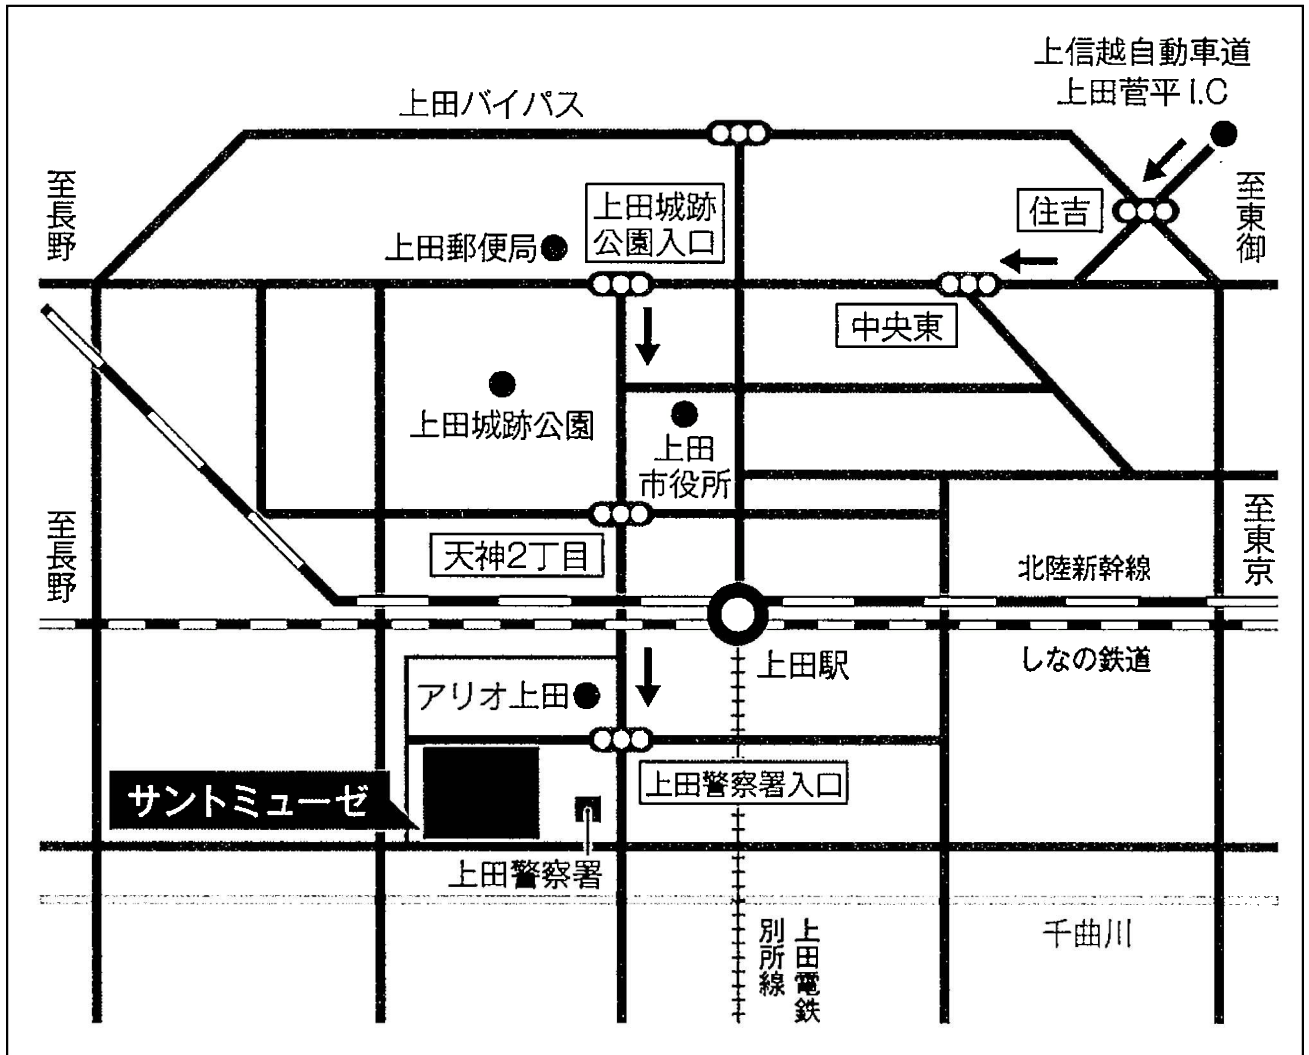 上信越自動車道
上田菅平I.C
上田バイパス
至長野
上田城跡
公園入口
住吉
至東御
上田郵便局
中央東
上田城跡公園
上田
市役所
至長野
天神2丁目
至東京
北陸新幹線
上田駅
しなの鉄道
アリオ上田
上田警察署入口
サントミューゼ
上田警察署
千曲川
上田電鉄
別所線